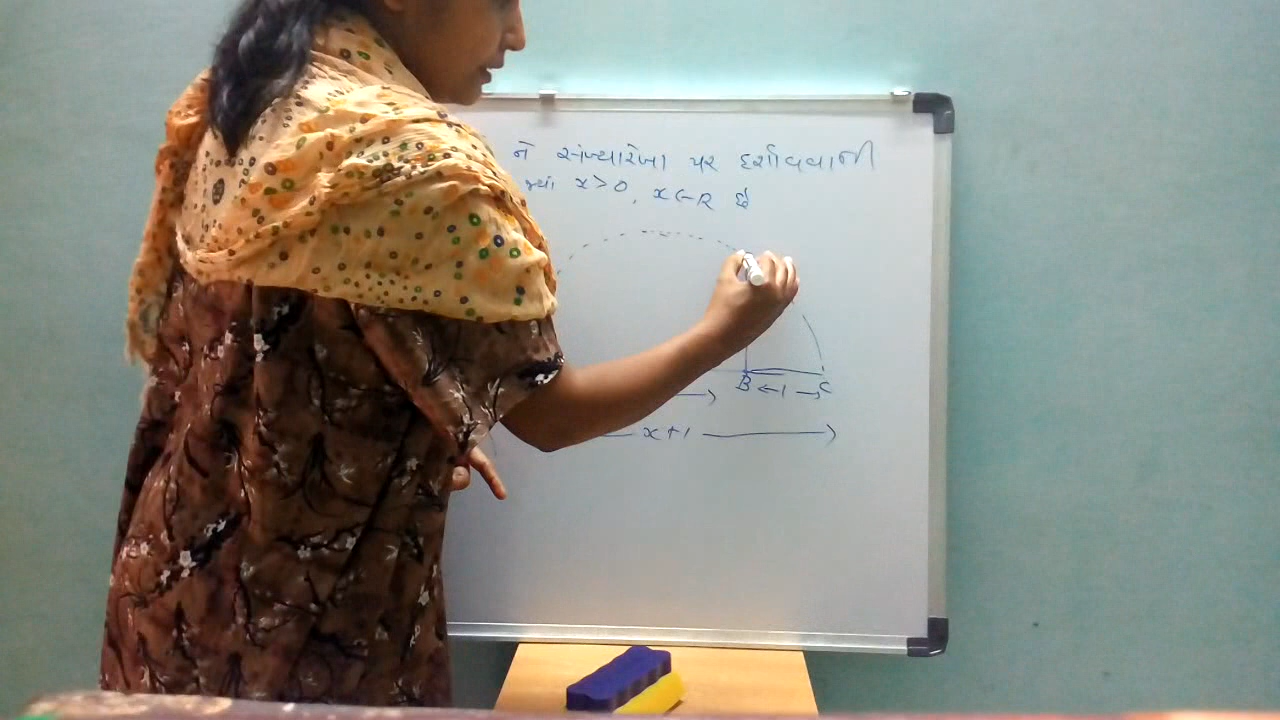 ને સંખ્યારેખા પર દર્શાવવાની
જ્યાં x>0, x∈R છે
B ←1→ C
x+1